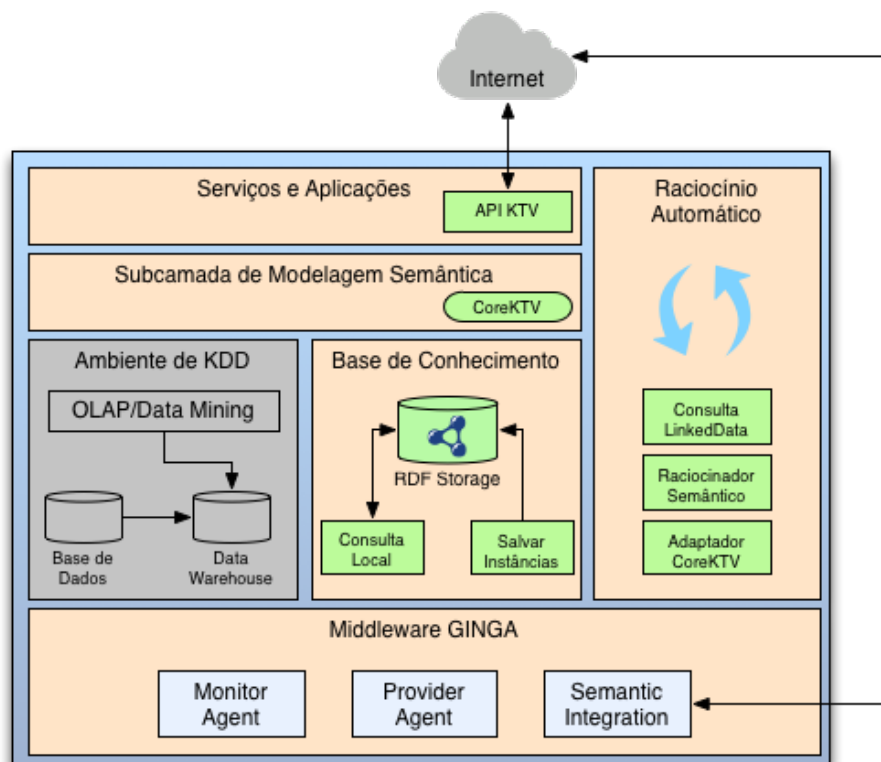 Internet
Serviços e Aplicações
API KTV
Raciocínio
Automático
Subcamada de Modelagem Semântica
CoreKTV
Ambiente de KDD
OLAP/Data Mining
Base de
Dados
Data
Warehouse
Base de Conhecimento
RDF Storage
Consulta
Local
Salvar
Instâncias
Consulta
LinkedData
Raciocinador
Semântico
Adaptador
CoreKTV
Middleware GINGA
Monitor
Agent
Provider
Agent
Semantic
Integration